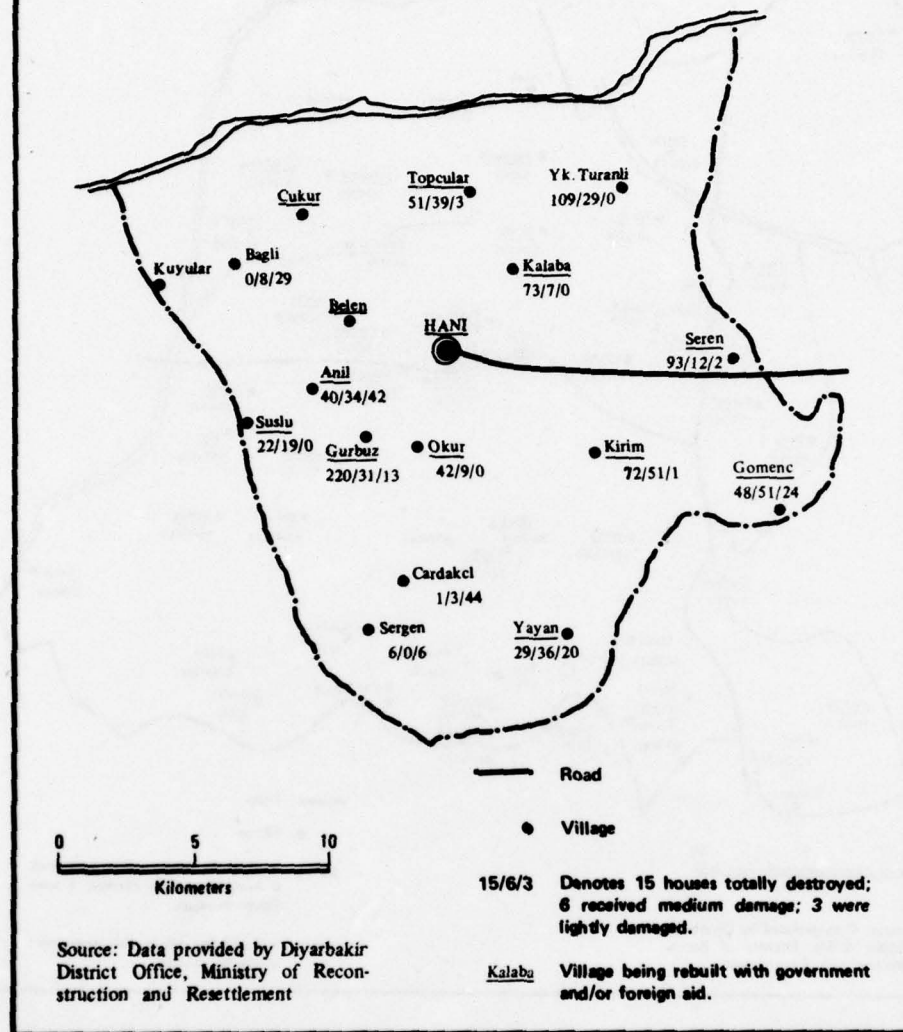 Topcular
51/39/3
Yk. Turanli
109/29/0
Cukur
Bagli
0/8/29
Kuyular
Kalaba
73/7/0
Belen
HANI
Seren
93/12/2
Anil
40/34/42
Suslu
22/19/0
Gurbuz
220/31/13
Okur
42/9/0
Kirim
72/51/1
Gomenc
48/51/24
Cardakcl
1/3/44
Sergen
6/0/6
Yayan
29/36/20
Road
Village
0 5 10
Kilometers
15/6/3 Denotes 15 houses totally destroyed;
6 received medium damage; 3 were
lightly damaged.
Kalaba Village being rebuilt with government
and/or foreign aid.
Source: Data provided by Diyarbakir
District Office, Ministry of Recon-
struction and Resettlement